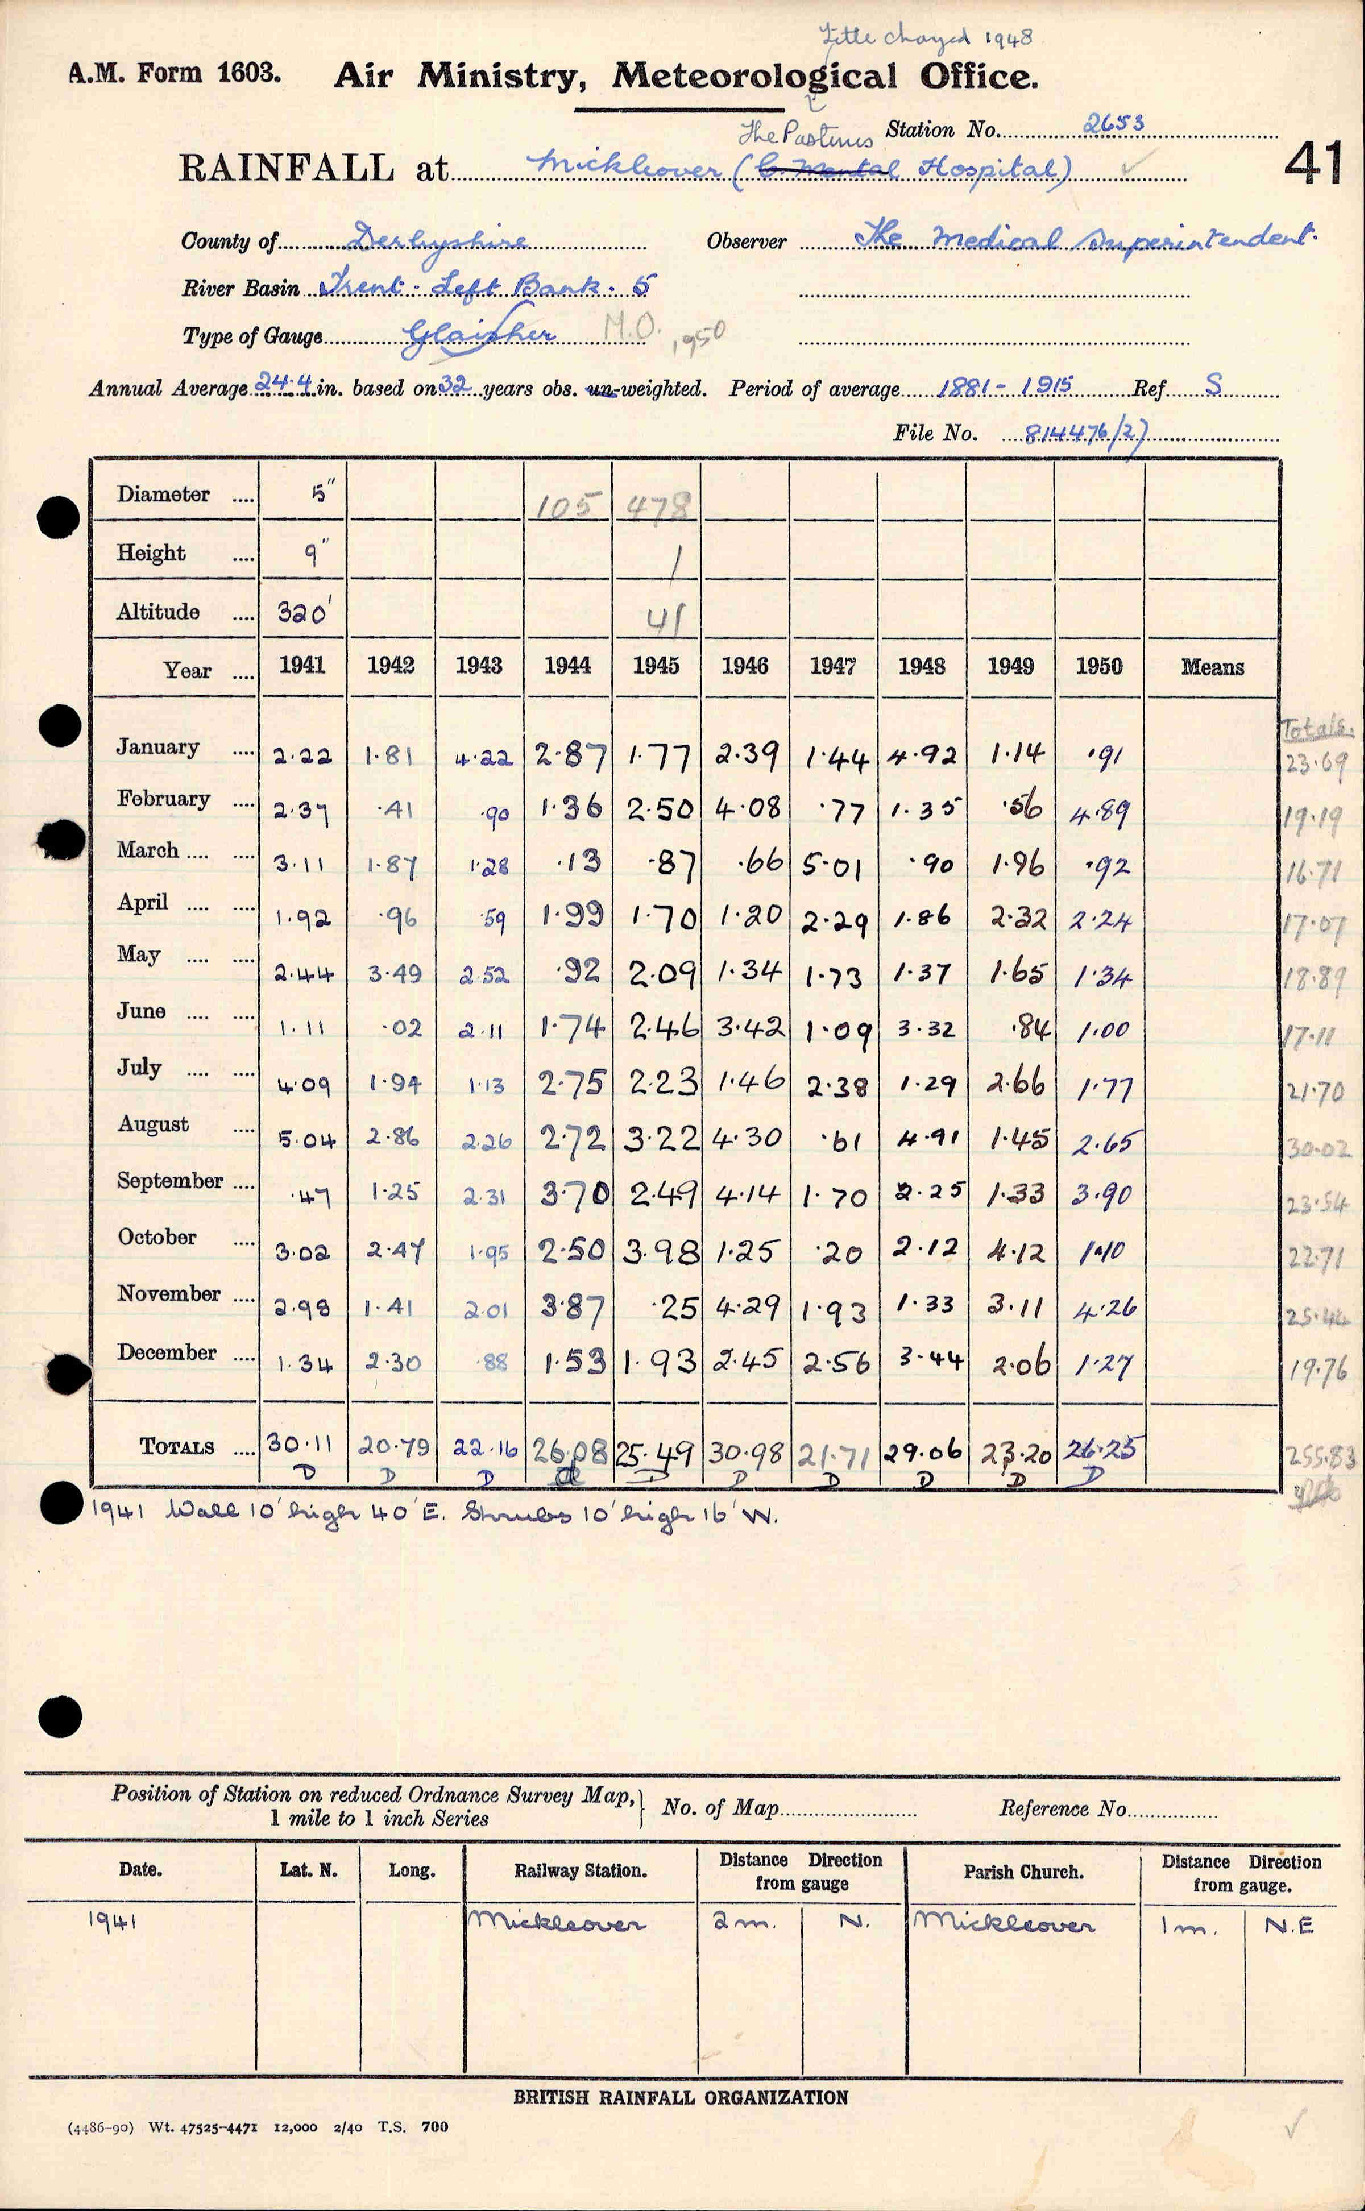 Title changed 1948
A.M. Form 1603. Air Ministry, Meteorological Office.
The Pastures Station No. 2653
RAINFALL at Mickleover (C. Mental Hospital) ✓ 41
County of Derbyshire Observer The Medical Superintendent.
River Basin Trent - Left Bank - 5
Type of Gauge Glaisher M.O. 1950
Annual Average 24.4 in. based on 32 years obs. un-weighted. Period of average 1881-1915 Ref S
File No. 814476/27
Diameter .... 5" 105 478
Height .... 9" 1
Altitude .... 320' 41
Year .... 1941 1942 1943 1944 1945 1946 1947 1948 1949 1950 Means
Totals.
January .... 2.22 1.81 4.22 2.87 1.77 2.39 1.44 4.92 1.14 .91 23.69
February .... 2.37 .41 .90 1.36 2.50 4.08 .77 1.35 .56 4.89 19.19
March .... .... 3.11 1.87 1.28 .13 .87 .66 5.01 .90 1.96 .92 16.71
April .... .... 1.92 .96 .59 1.99 1.70 1.20 2.29 1.86 2.32 2.24 17.07
May .... .... 2.44 3.49 2.52 .92 2.09 1.34 1.73 1.37 1.65 1.34 18.89
June .... .... 1.11 .02 2.11 1.74 2.46 3.42 1.09 3.32 .84 1.00 17.11
July .... .... 4.09 1.94 1.13 2.75 2.23 1.46 2.38 1.29 2.66 1.77 21.70
August .... 5.04 2.86 2.26 2.72 3.22 4.30 .61 4.91 1.45 2.65 30.02
September .... .47 1.25 2.31 3.70 2.49 4.14 1.70 2.25 1.33 3.90 23.54
October .... 3.02 2.47 1.95 2.50 3.98 1.25 .20 2.12 4.12 1.10 22.71
November .... 2.98 1.41 2.01 3.87 .25 4.29 1.93 1.33 3.11 4.26 25.44
December .... 1.34 2.30 .88 1.53 1.93 2.45 2.56 3.44 2.06 1.27 19.76
TOTALS .... 30.11 20.79 22.16 26.08 25.49 30.98 21.71 29.06 23.20 26.25 255.83
D D D D D D D D D
1941 Wall 10' high 40' E. Shrubs 10' high 16' W.
Position of Station on reduced Ordnance Survey Map, } No. of Map Reference No.
1 mile to 1 inch Series
Date. Lat. N. Long. Railway Station. Distance Direction from gauge Parish Church. Distance Direction from gauge.
1941 Mickleover 2 m. N. Mickleover 1 m. N.E
BRITISH RAINFALL ORGANIZATION
(4486-90) Wt. 47525-4471 12,000 2/40 T.S. 700
✓